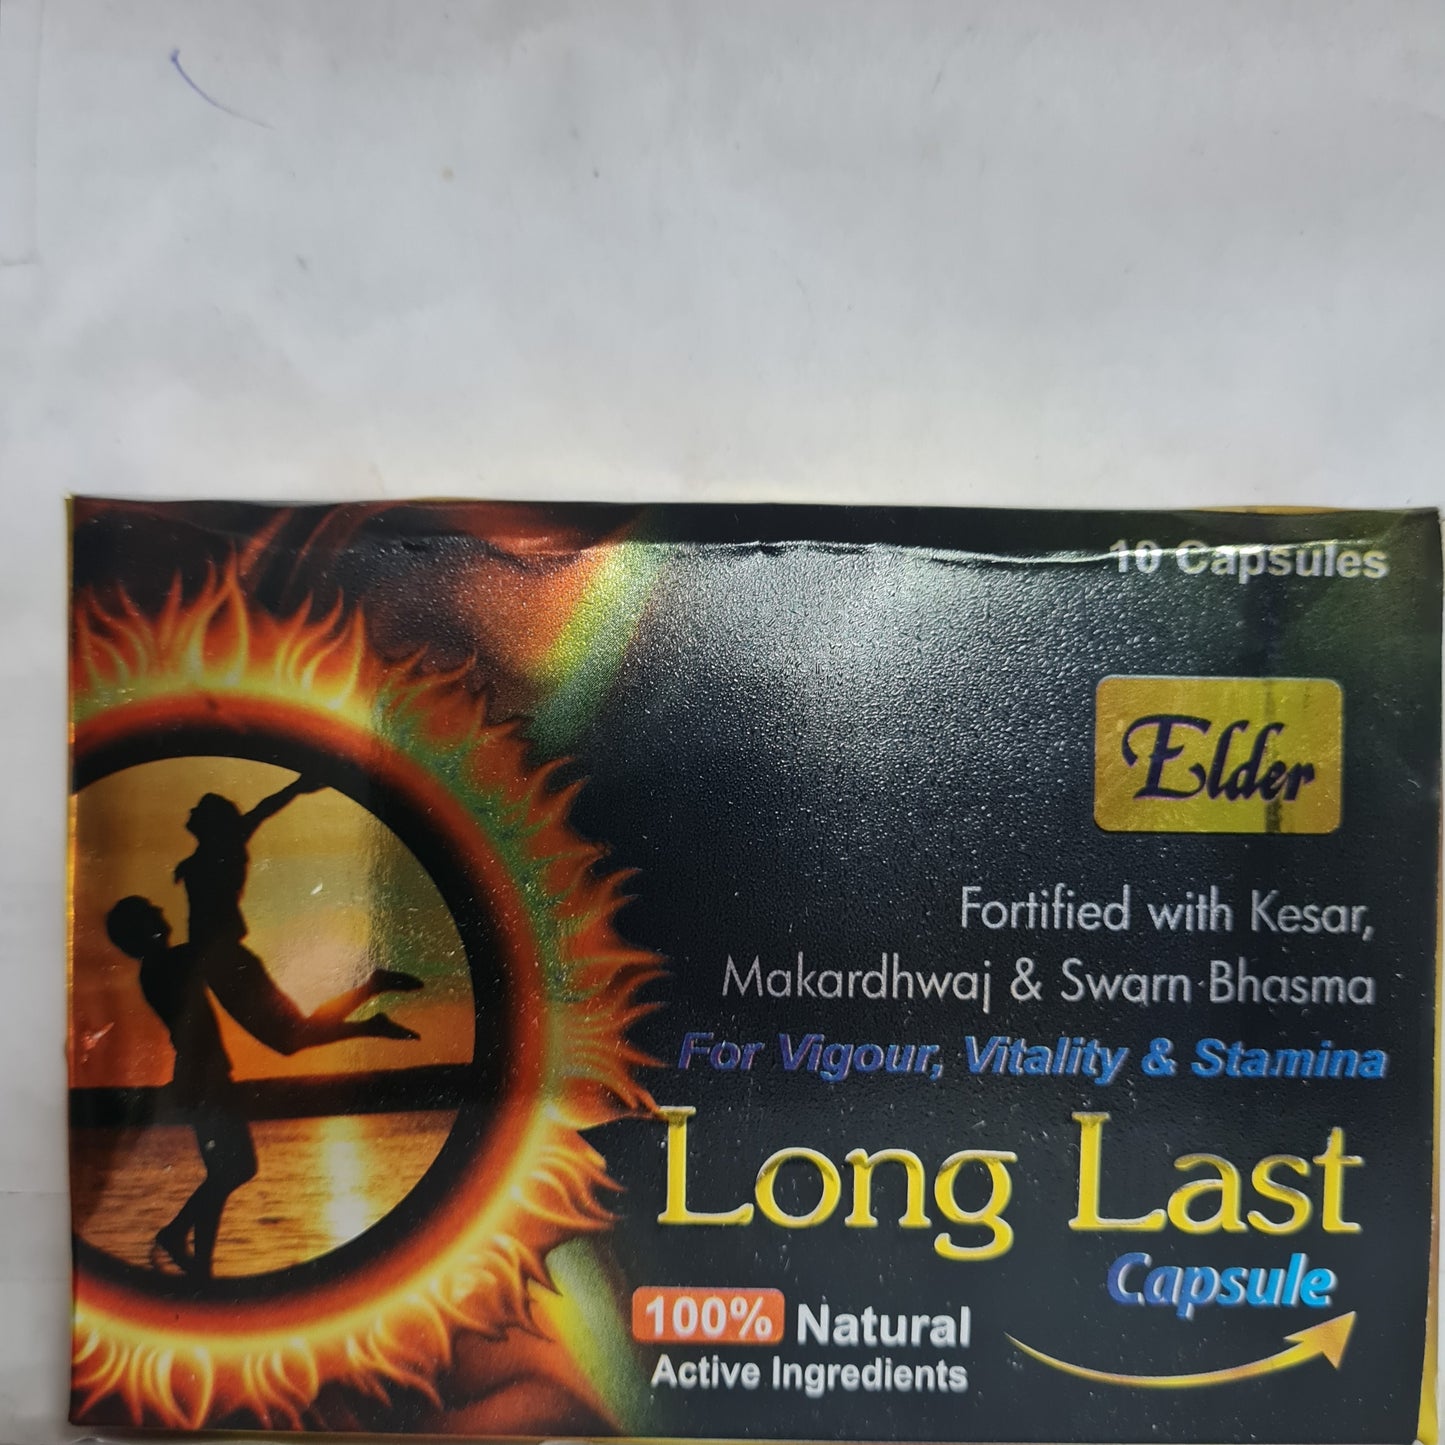 10 Capsules
Elder
Fortified with Kesar,
Makardhwaj & Swarn Bhasma
For Vigour, Vitality & Stamina
Long Last
Capsule
100% Natural
Active Ingredients